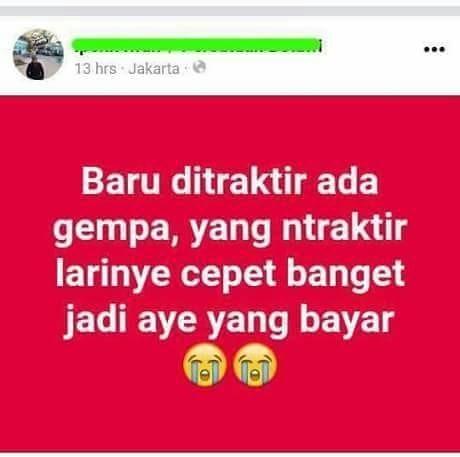 13 hrs · Jakarta ·
Baru ditraktir ada
gempa, yang ntraktir
larinye cepet banget
jadi aye yang bayar
😭😭